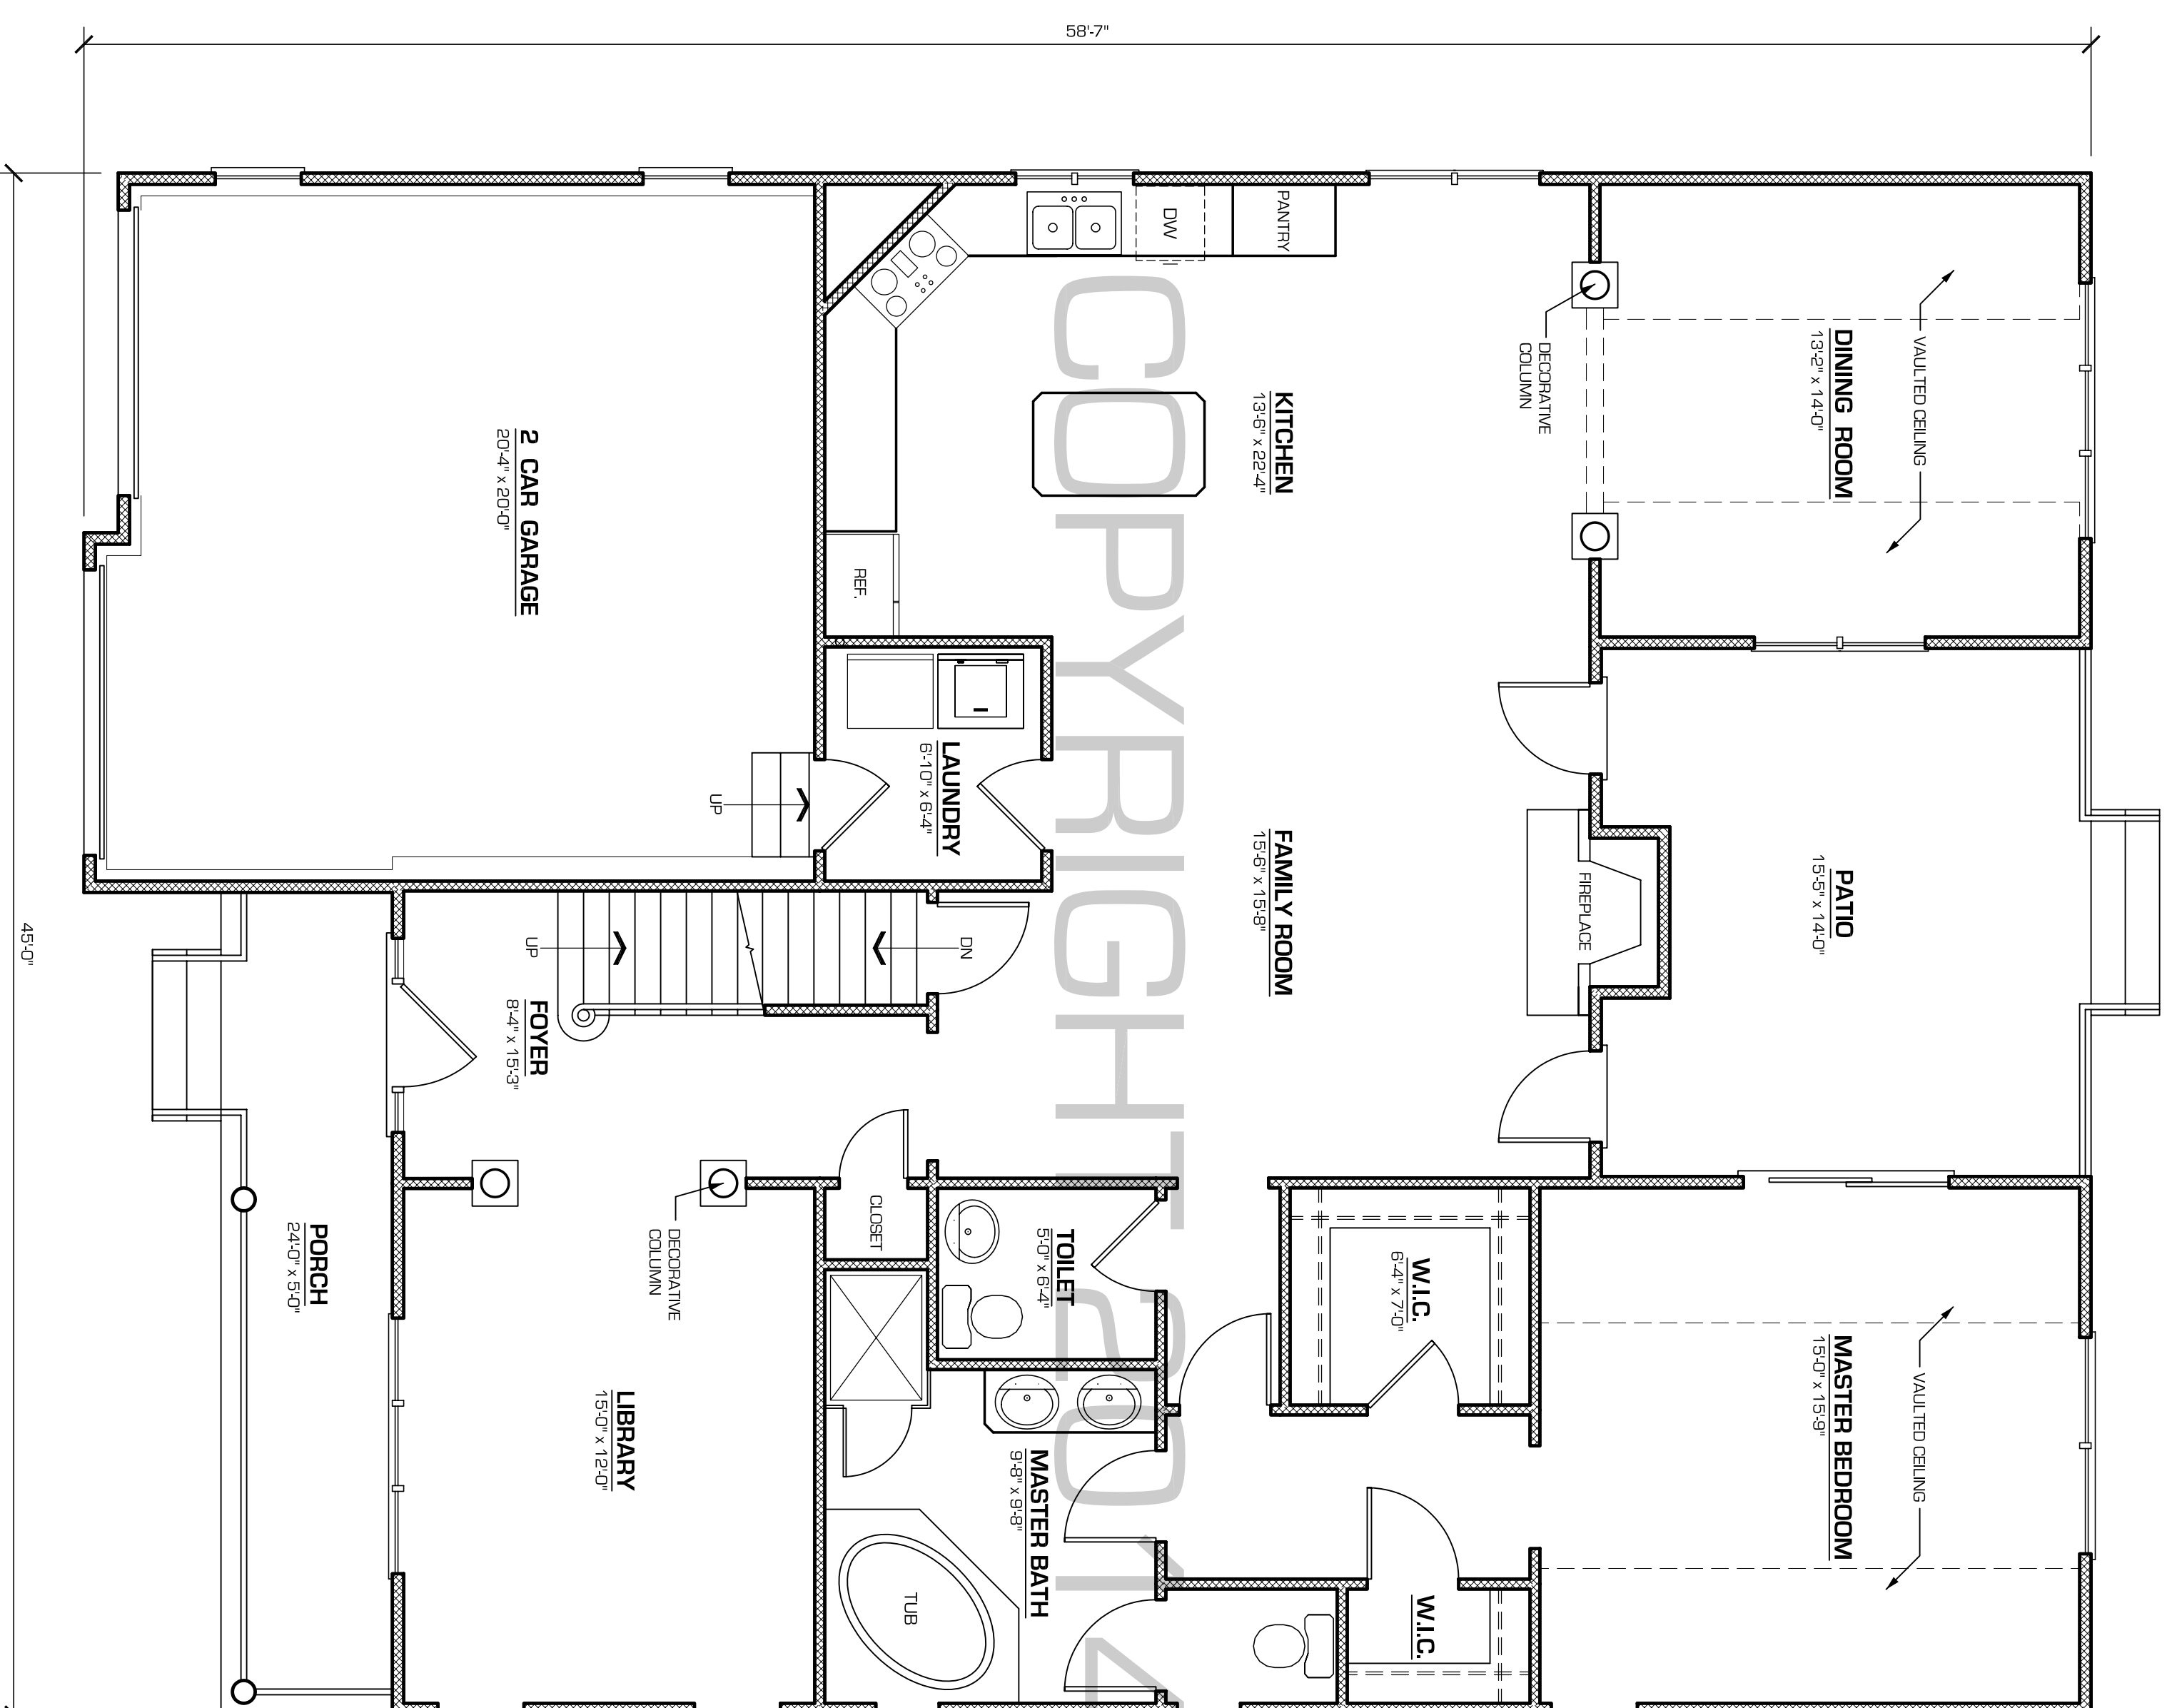 58'-7"
45'-0"
DINING ROOM
13'-2" x 14'-0"
VAULTED CEILING
DECORATIVE
COLUMN
PANTRY
DW
KITCHEN
13'-6" x 22'-4"
REF.
2 CAR GARAGE
20'-4" x 20'-0"
LAUNDRY
6'-10" x 6'-4"
UP
PATIO
15'-5" x 14'-0"
FIREPLACE
FAMILY ROOM
15'-6" x 15'-8"
DN
UP
FOYER
8'-4" x 15'-3"
CLOSET
TOILET
5'-0" x 6'-4"
W.I.C.
6'-4" x 7'-0"
DECORATIVE
COLUMN
PORCH
24'-0" x 5'-0"
LIBRARY
15'-0" x 12'-0"
MASTER BATH
9'-8" x 9'-8"
TUB
W.I.C.
MASTER BEDROOM
15'-0" x 15'-9"
VAULTED CEILING
COPYRIGHT 2014